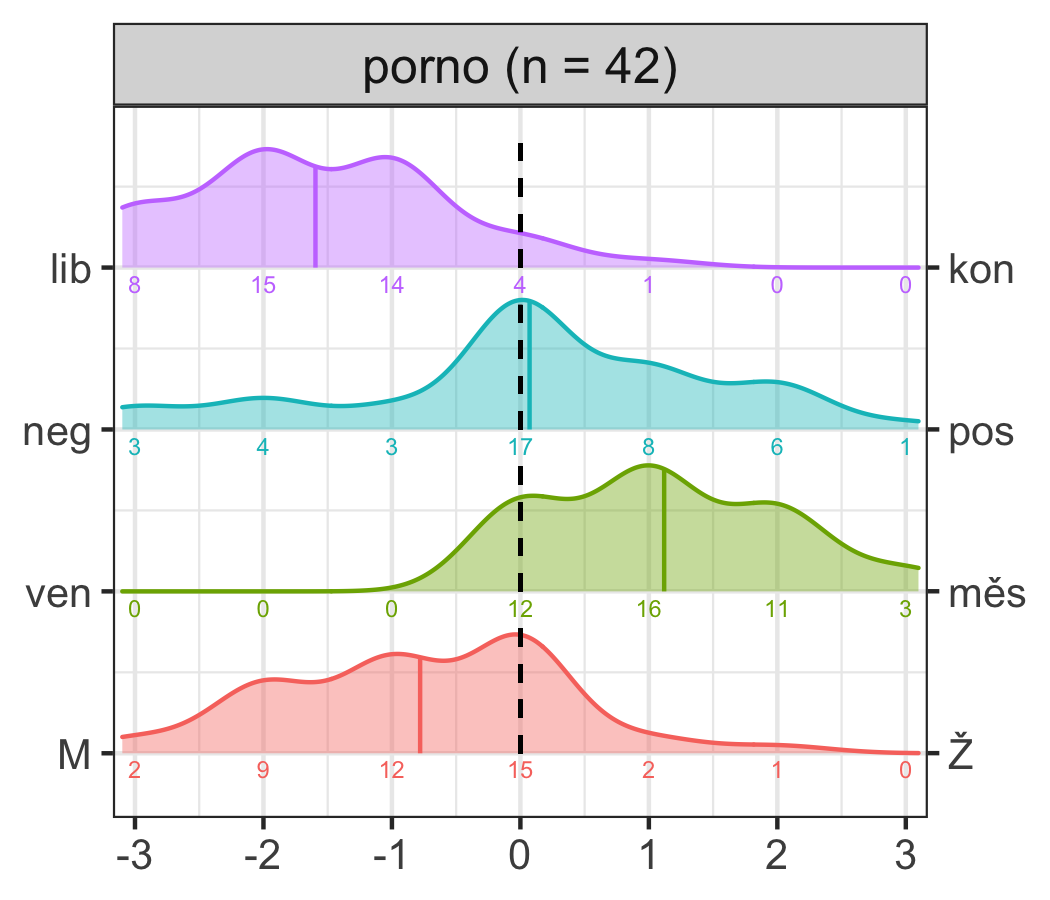 porno (n = 42)
lib kon
8 15 14 4 1 0 0
neg pos
3 4 3 17 8 6 1
ven měs
0 0 0 12 16 11 3
M Ž
2 9 12 15 2 1 0
-3 -2 -1 0 1 2 3